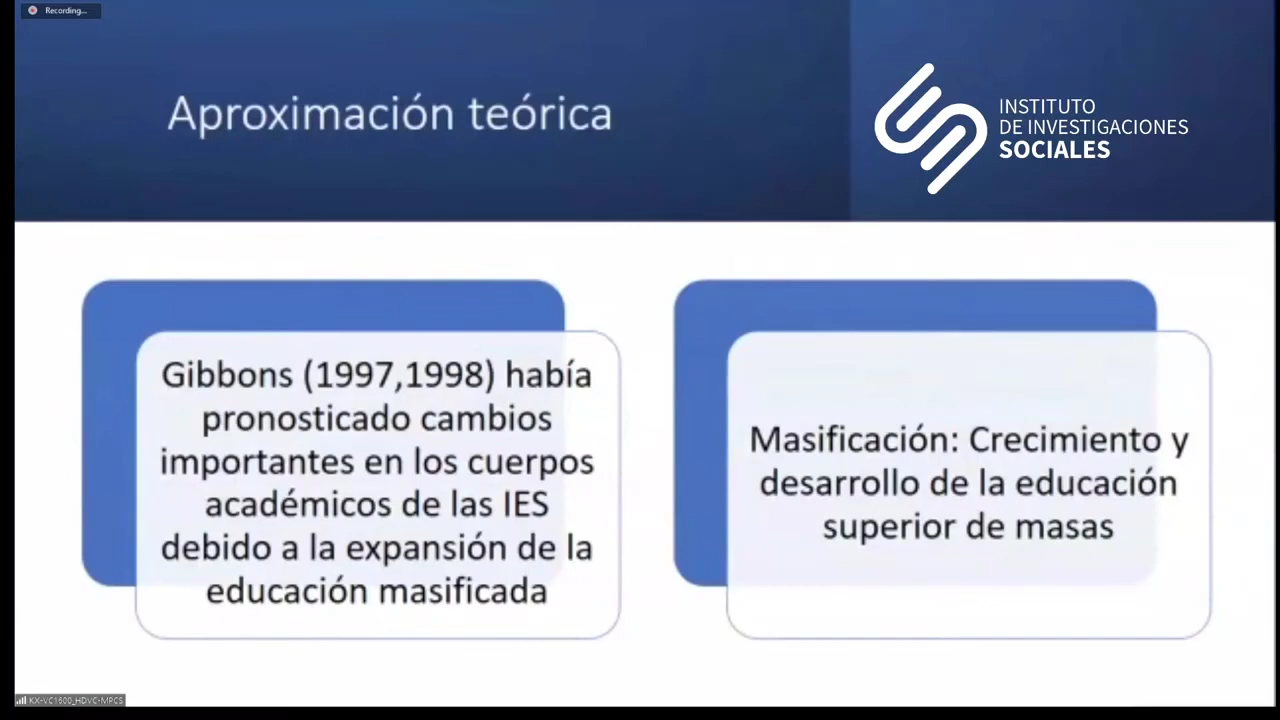 Recording...
Aproximación teórica
INSTITUTO
DE INVESTIGACIONES
SOCIALES
Gibbons (1997,1998) había
pronosticado cambios
importantes en los cuerpos
académicos de las IES
debido a la expansión de la
educación masificada
Masificación: Crecimiento y
desarrollo de la educación
superior de masas
KX-VC1600_HDVC-MPCS